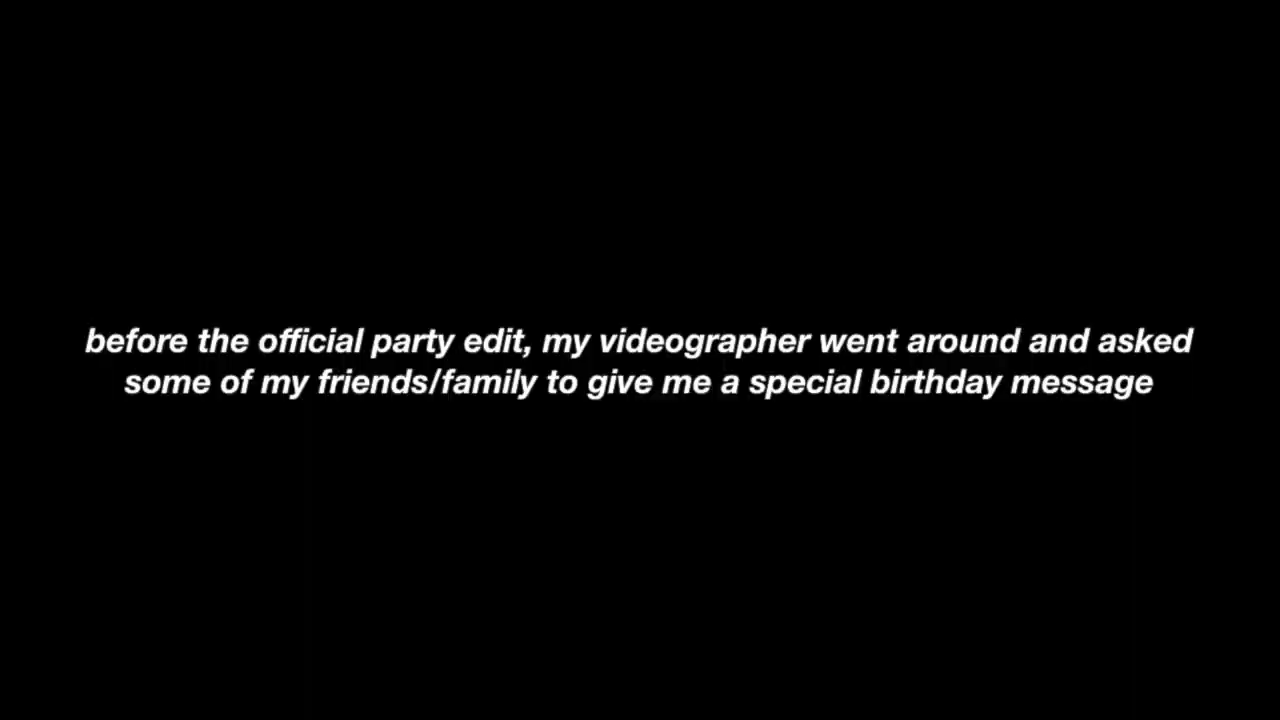 before the official party edit, my videographer went around and asked
some of my friends/family to give me a special birthday message